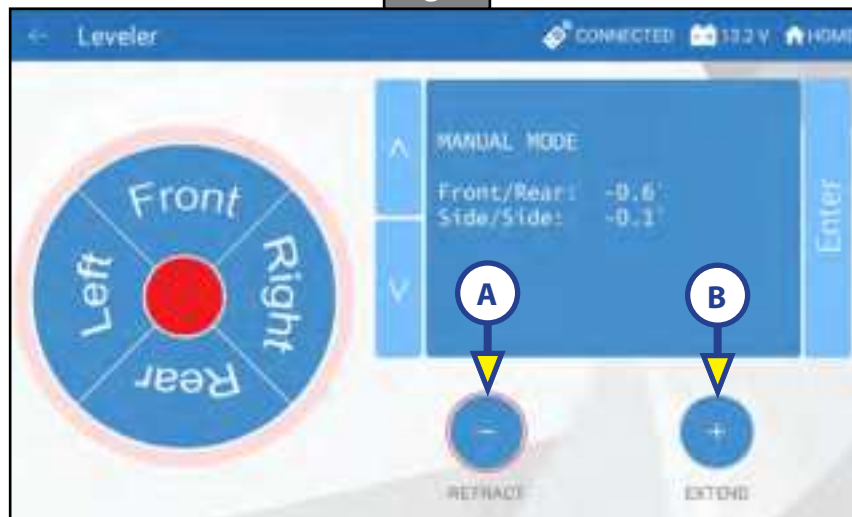 ← Leveler CONNECTED 13.2 V HOME
MANUAL MODE
Front/Rear: -0.6°
Side/Side: -0.1°
^
v
Enter
Front
Left
Right
Rear
A
B
-
+
RETRACT
EXTEND